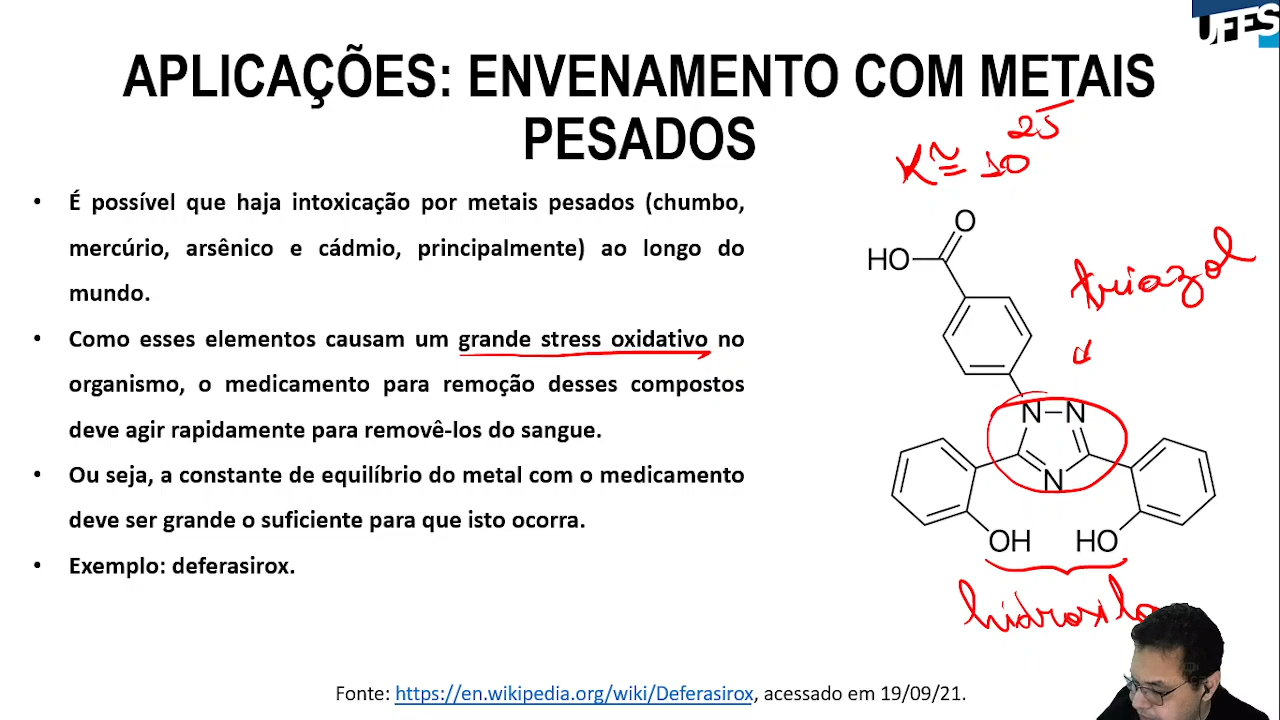 UFES
APLICAÇÕES: ENVENAMENTO COM METAIS
PESADOS
K ≅ 10^25
• É possível que haja intoxicação por metais pesados (chumbo,
mercúrio, arsênico e cádmio, principalmente) ao longo do
mundo.
• Como esses elementos causam um grande stress oxidativo no
organismo, o medicamento para remoção desses compostos
deve agir rapidamente para removê-los do sangue.
• Ou seja, a constante de equilíbrio do metal com o medicamento
deve ser grande o suficiente para que isto ocorra.
• Exemplo: deferasirox.
O
HO
triazol
N N
N
OH HO
Fonte: https://en.wikipedia.org/wiki/Deferasirox, acessado em 19/09/21.